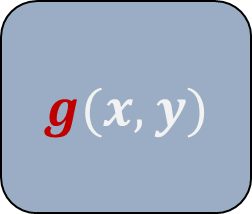 g(x, y)